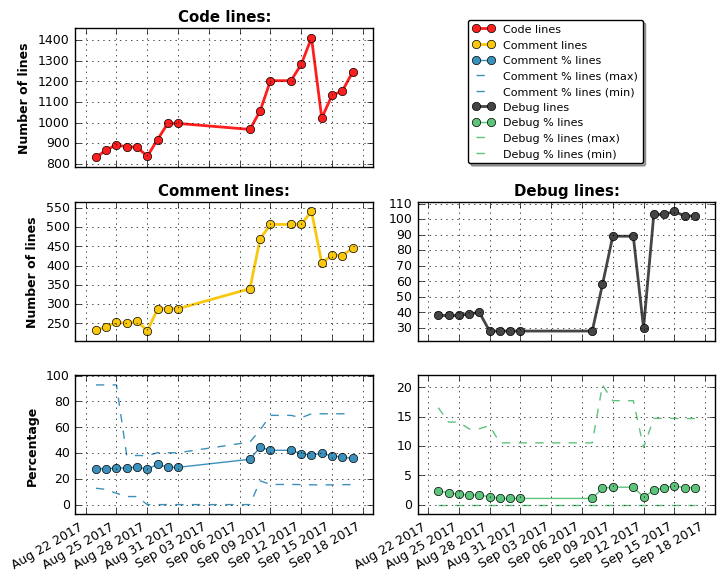 Code lines:
Number of lines
1400
1300
1200
1100
1000
900
800
Code lines
Comment lines
Comment % lines
Comment % lines (max)
Comment % lines (min)
Debug lines
Debug % lines
Debug % lines (max)
Debug % lines (min)
Comment lines:
Number of lines
550
500
450
400
350
300
250
Debug lines:
110
100
90
80
70
60
50
40
30
Percentage
100
80
60
40
20
0
Aug 22 2017
Aug 25 2017
Aug 28 2017
Aug 31 2017
Sep 03 2017
Sep 06 2017
Sep 09 2017
Sep 12 2017
Sep 15 2017
Sep 18 2017
20
15
10
5
0
Aug 22 2017
Aug 25 2017
Aug 28 2017
Aug 31 2017
Sep 03 2017
Sep 06 2017
Sep 09 2017
Sep 12 2017
Sep 15 2017
Sep 18 2017